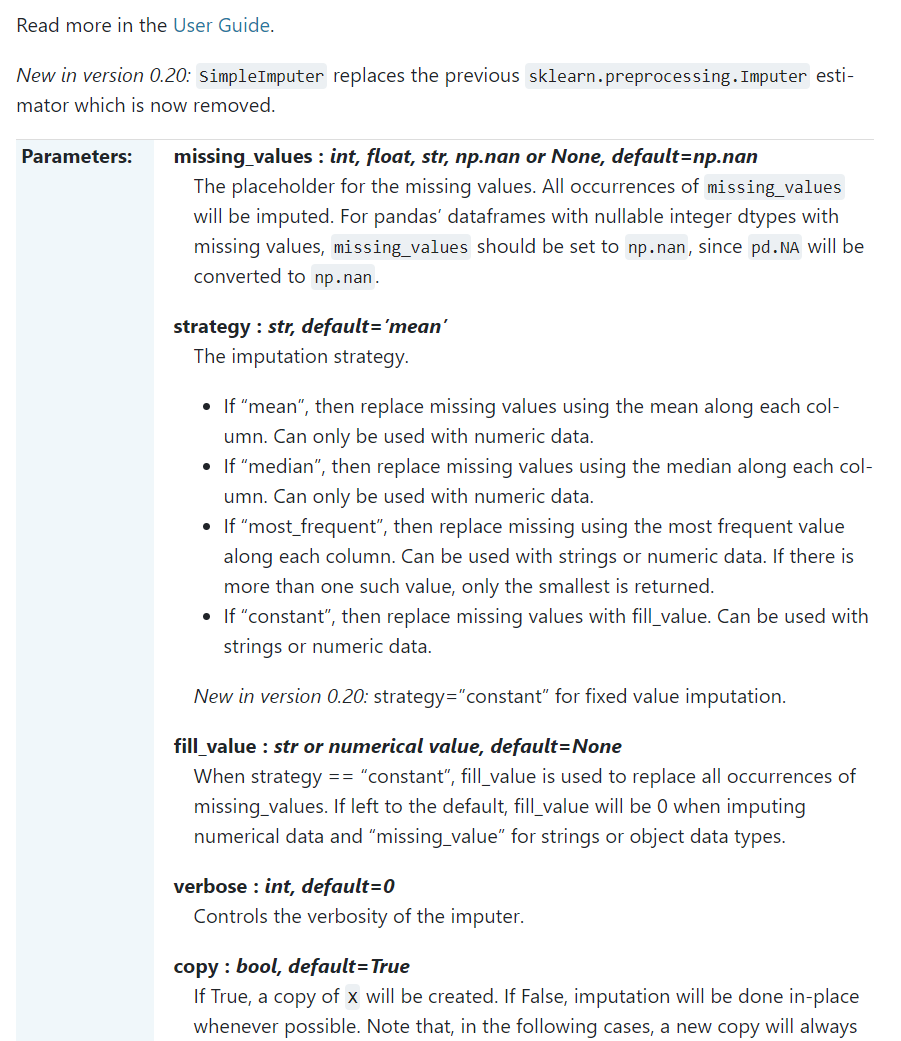 Read more in the User Guide.
New in version 0.20: SimpleImputer replaces the previous sklearn.preprocessing.Imputer esti-
mator which is now removed.
Parameters:
missing_values : int, float, str, np.nan or None, default=np.nan
The placeholder for the missing values. All occurrences of missing_values
will be imputed. For pandas’ dataframes with nullable integer dtypes with
missing values, missing_values should be set to np.nan, since pd.NA will be
converted to np.nan.
strategy : str, default=’mean’
The imputation strategy.
• If “mean”, then replace missing values using the mean along each col-
umn. Can only be used with numeric data.
• If “median”, then replace missing values using the median along each col-
umn. Can only be used with numeric data.
• If “most_frequent”, then replace missing using the most frequent value
along each column. Can be used with strings or numeric data. If there is
more than one such value, only the smallest is returned.
• If “constant”, then replace missing values with fill_value. Can be used with
strings or numeric data.
New in version 0.20: strategy=”constant” for fixed value imputation.
fill_value : str or numerical value, default=None
When strategy == “constant”, fill_value is used to replace all occurrences of
missing_values. If left to the default, fill_value will be 0 when imputing
numerical data and “missing_value” for strings or object data types.
verbose : int, default=0
Controls the verbosity of the imputer.
copy : bool, default=True
If True, a copy of X will be created. If False, imputation will be done in-place
whenever possible. Note that, in the following cases, a new copy will always